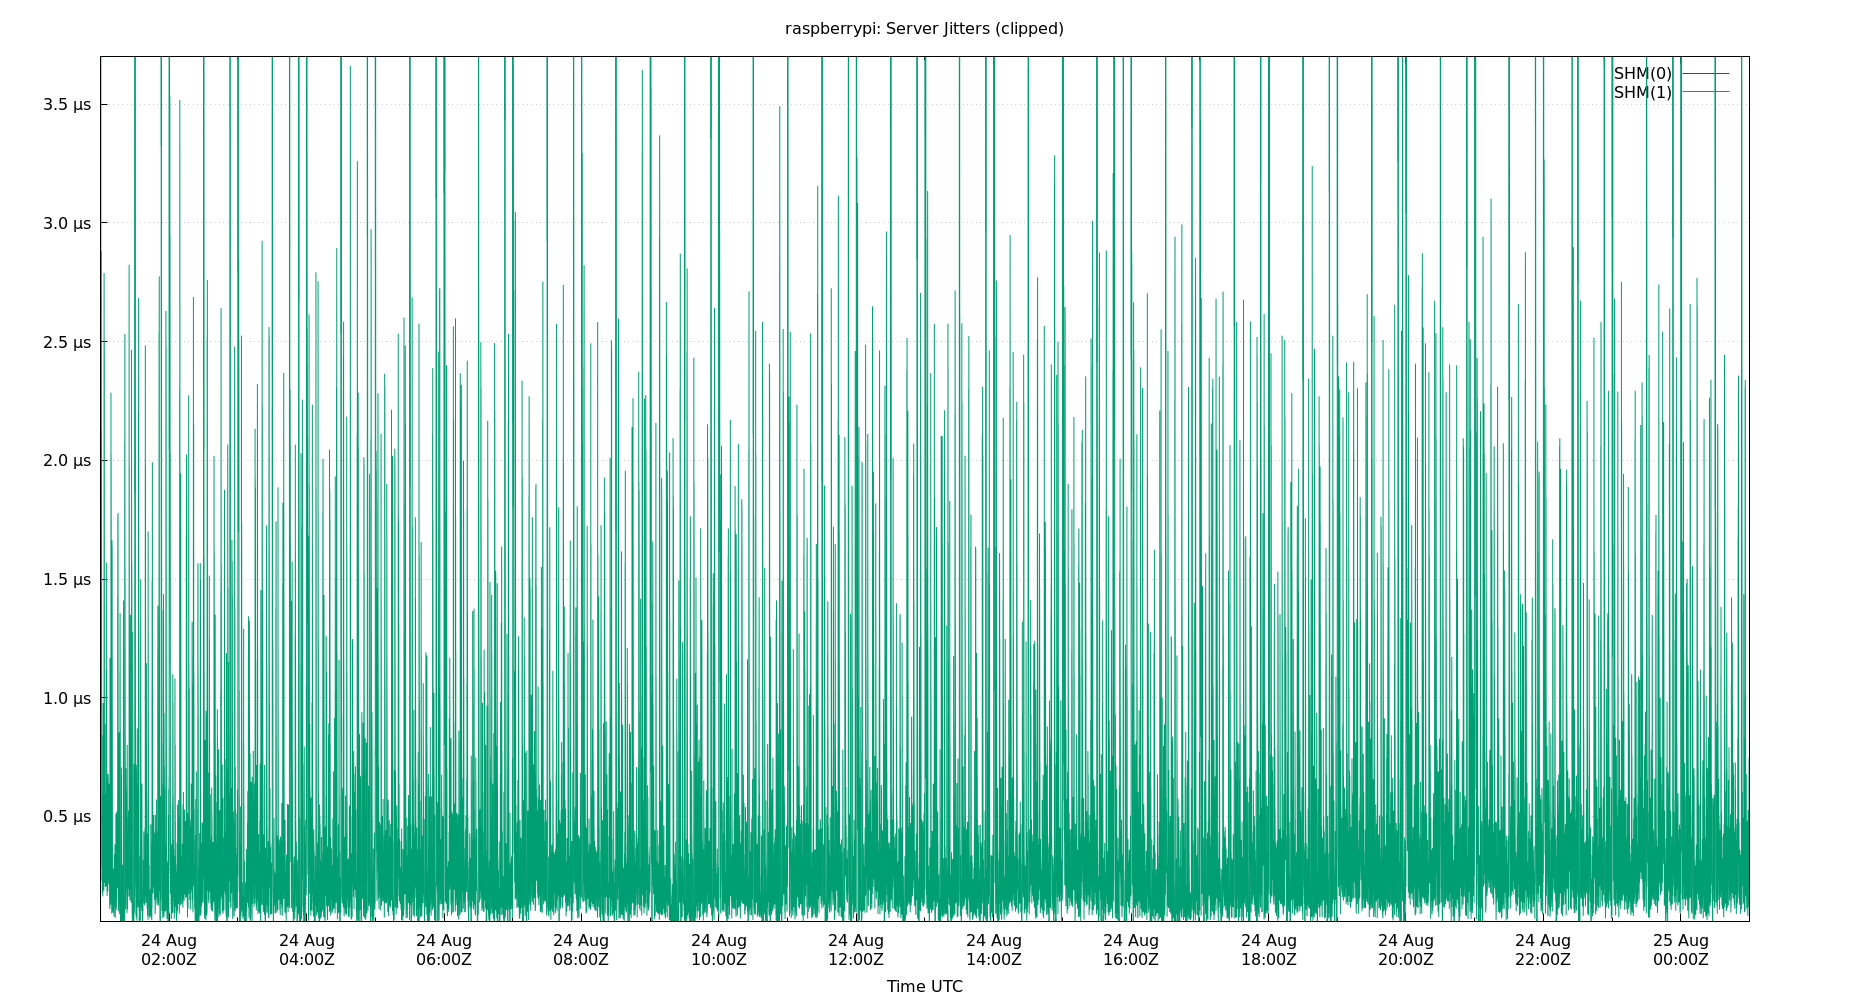 raspberrypi: Server Jitters (clipped)
SHM(0)
SHM(1)
3.5 µs
3.0 µs
2.5 µs
2.0 µs
1.5 µs
1.0 µs
0.5 µs
24 Aug 24 Aug 24 Aug 24 Aug 24 Aug 24 Aug 24 Aug 24 Aug 24 Aug 24 Aug 24 Aug 25 Aug
02:00Z 04:00Z 06:00Z 08:00Z 10:00Z 12:00Z 14:00Z 16:00Z 18:00Z 20:00Z 22:00Z 00:00Z
Time UTC